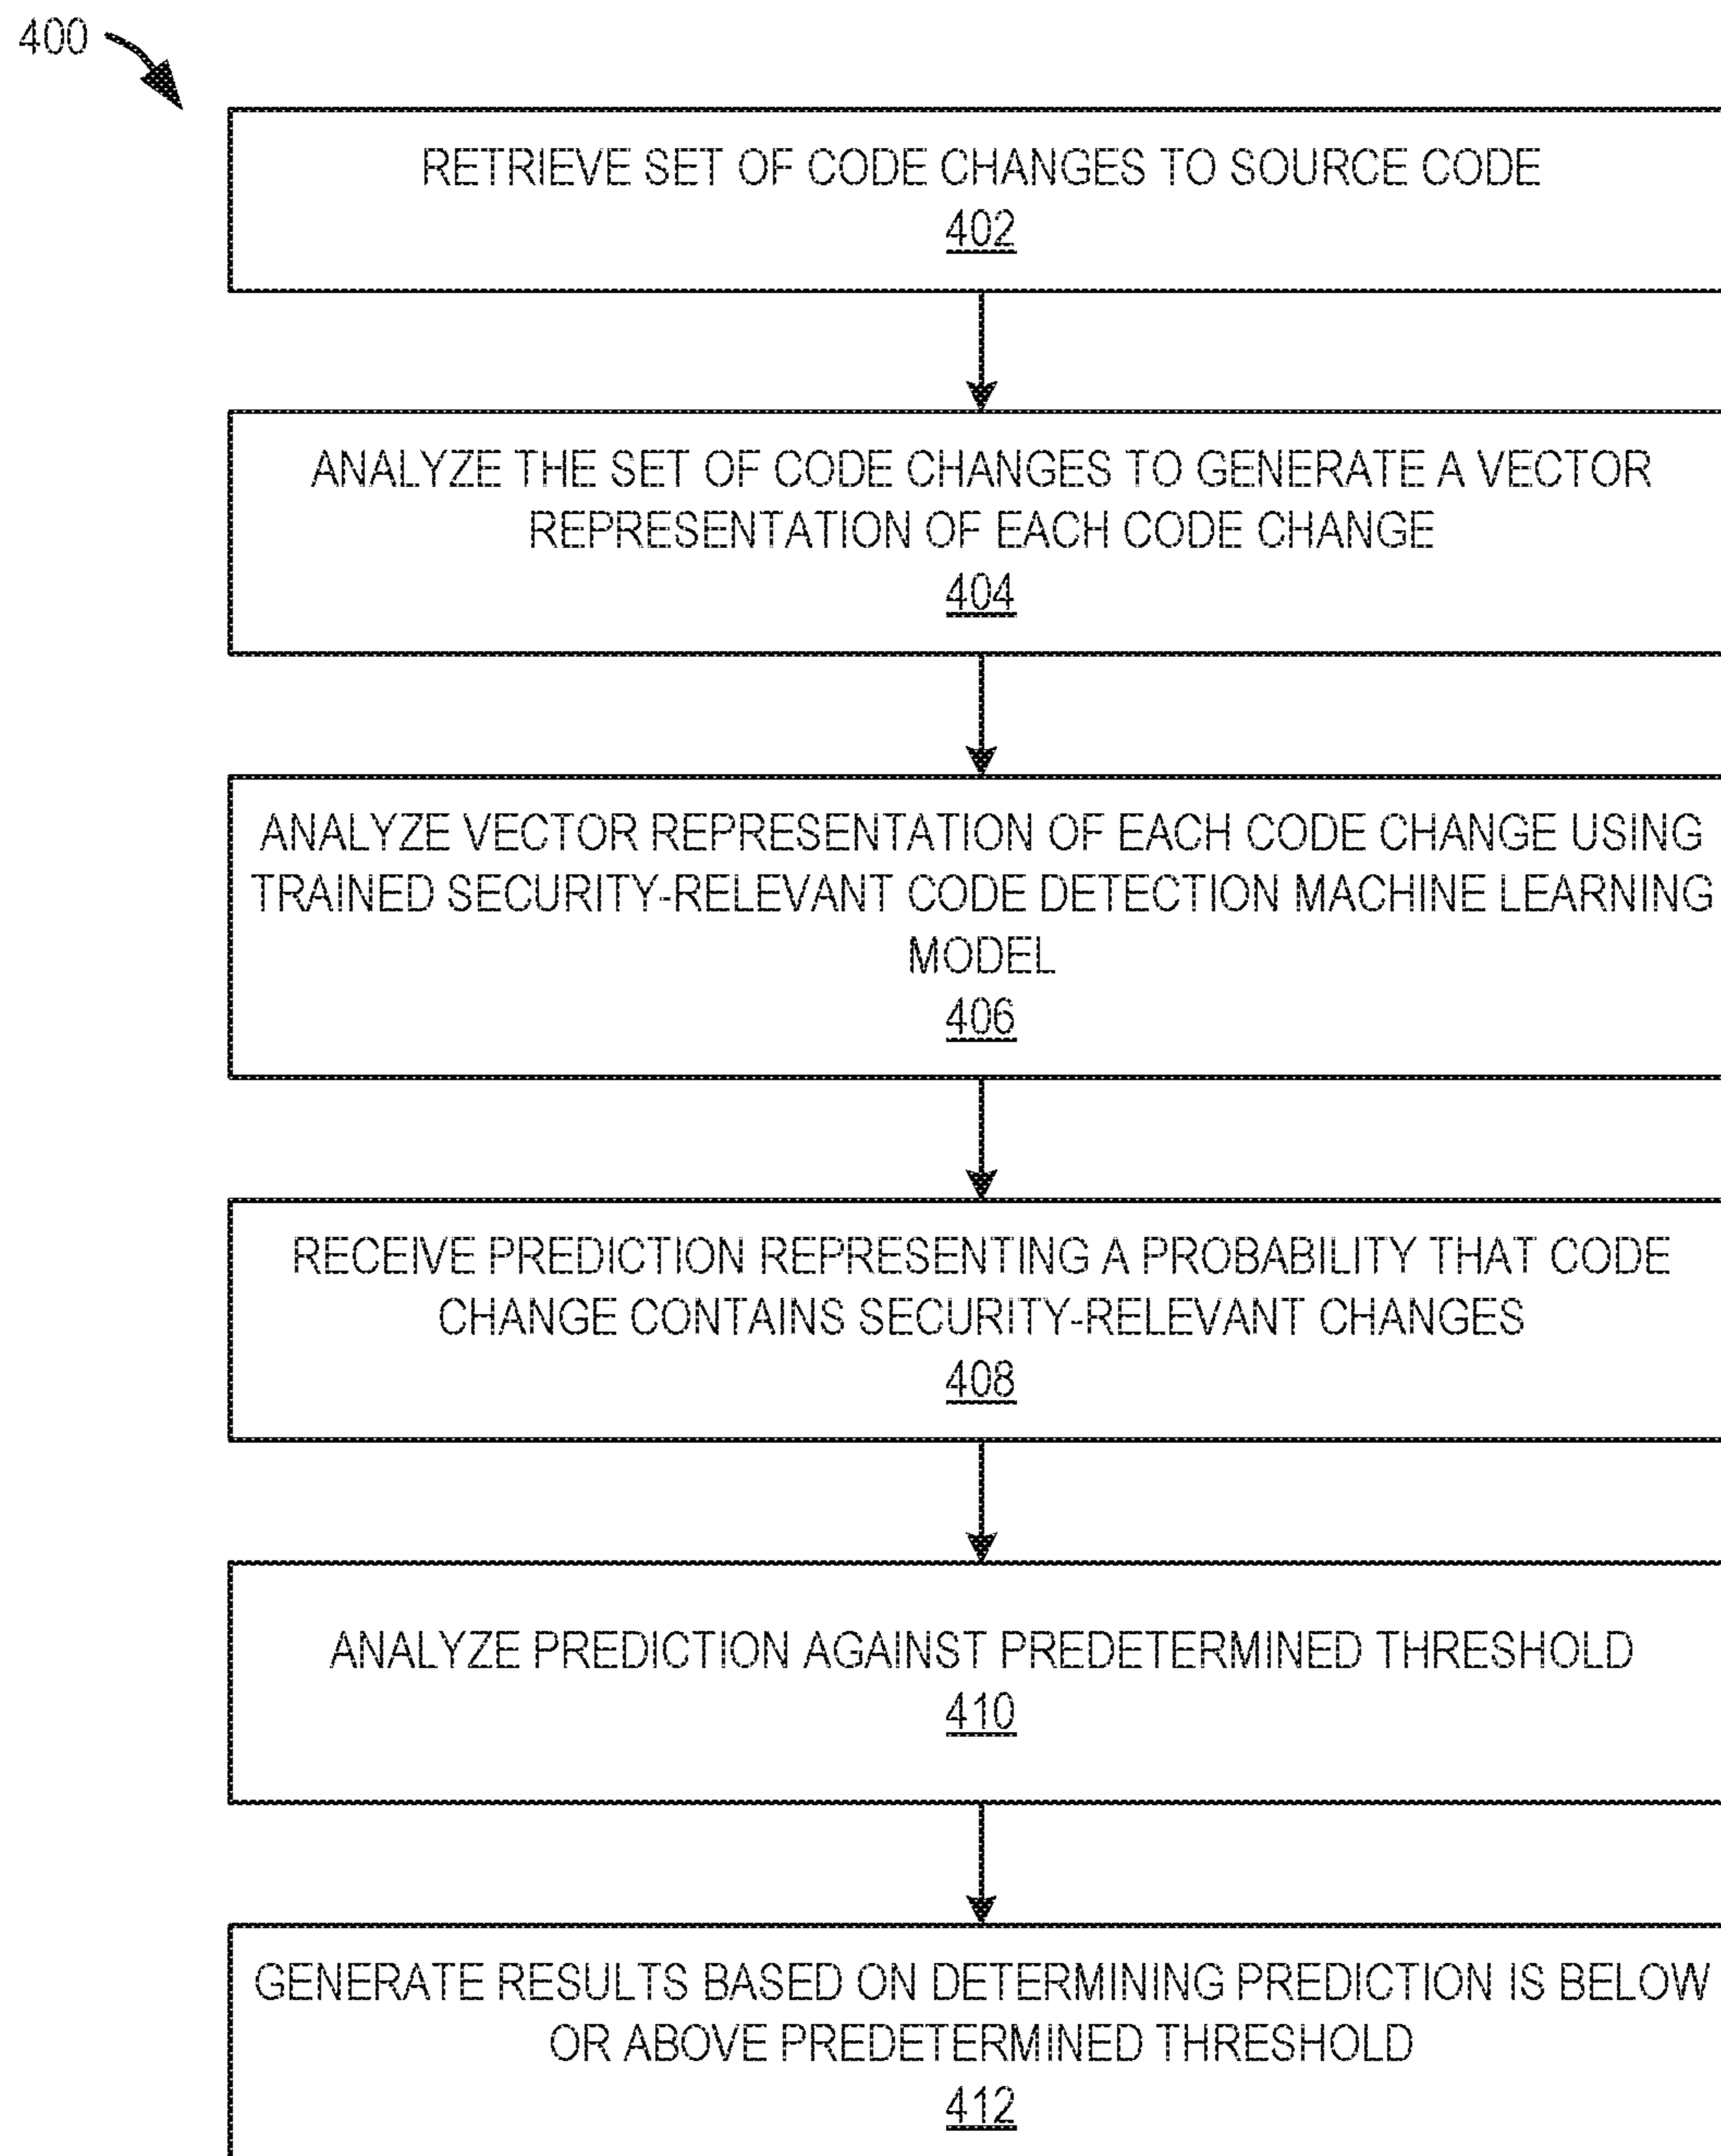 400
RETRIEVE SET OF CODE CHANGES TO SOURCE CODE
402
ANALYZE THE SET OF CODE CHANGES TO GENERATE A VECTOR
REPRESENTATION OF EACH CODE CHANGE
404
ANALYZE VECTOR REPRESENTATION OF EACH CODE CHANGE USING
TRAINED SECURITY-RELEVANT CODE DETECTION MACHINE LEARNING
MODEL
406
RECEIVE PREDICTION REPRESENTING A PROBABILITY THAT CODE
CHANGE CONTAINS SECURITY-RELEVANT CHANGES
408
ANALYZE PREDICTION AGAINST PREDETERMINED THRESHOLD
410
GENERATE RESULTS BASED ON DETERMINING PREDICTION IS BELOW
OR ABOVE PREDETERMINED THRESHOLD
412